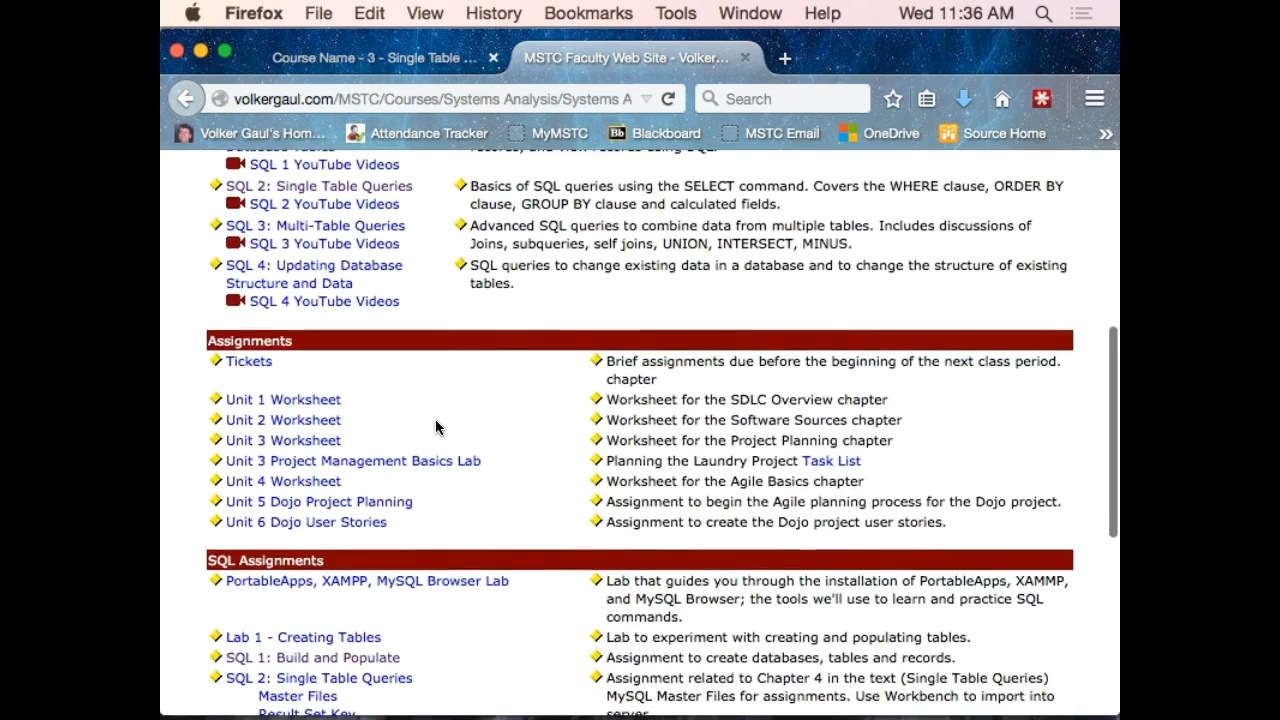 Firefox File Edit View History Bookmarks Tools Window Help Wed 11:36 AM
Course Name - 3 - Single Table ... MSTC Faculty Web Site - Volker...
volkergaul.com/MSTC/Courses/Systems Analysis/Systems A Search
Volker Gaul's Hom... Attendance Tracker MyMSTC Bb Blackboard MSTC Email OneDrive Source Home »
SQL 1 YouTube Videos
SQL 2: Single Table Queries Basics of SQL queries using the SELECT command. Covers the WHERE clause, ORDER BY
SQL 2 YouTube Videos clause, GROUP BY clause and calculated fields.
SQL 3: Multi-Table Queries Advanced SQL queries to combine data from multiple tables. Includes discussions of
SQL 3 YouTube Videos Joins, subqueries, self joins, UNION, INTERSECT, MINUS.
SQL 4: Updating Database SQL queries to change existing data in a database and to change the structure of existing
Structure and Data tables.
SQL 4 YouTube Videos
Assignments
Tickets Brief assignments due before the beginning of the next class period.
chapter
Unit 1 Worksheet Worksheet for the SDLC Overview chapter
Unit 2 Worksheet Worksheet for the Software Sources chapter
Unit 3 Worksheet Worksheet for the Project Planning chapter
Unit 3 Project Management Basics Lab Planning the Laundry Project Task List
Unit 4 Worksheet Worksheet for the Agile Basics chapter
Unit 5 Dojo Project Planning Assignment to begin the Agile planning process for the Dojo project.
Unit 6 Dojo User Stories Assignment to create the Dojo project user stories.
SQL Assignments
PortableApps, XAMPP, MySQL Browser Lab Lab that guides you through the installation of PortableApps, XAMMP,
and MySQL Browser; the tools we'll use to learn and practice SQL
commands.
Lab 1 - Creating Tables Lab to experiment with creating and populating tables.
SQL 1: Build and Populate Assignment to create databases, tables and records.
SQL 2: Single Table Queries Assignment related to Chapter 4 in the text (Single Table Queries)
Master Files MySQL Master Files for assignments. Use Workbench to import into
Result Set Key server.